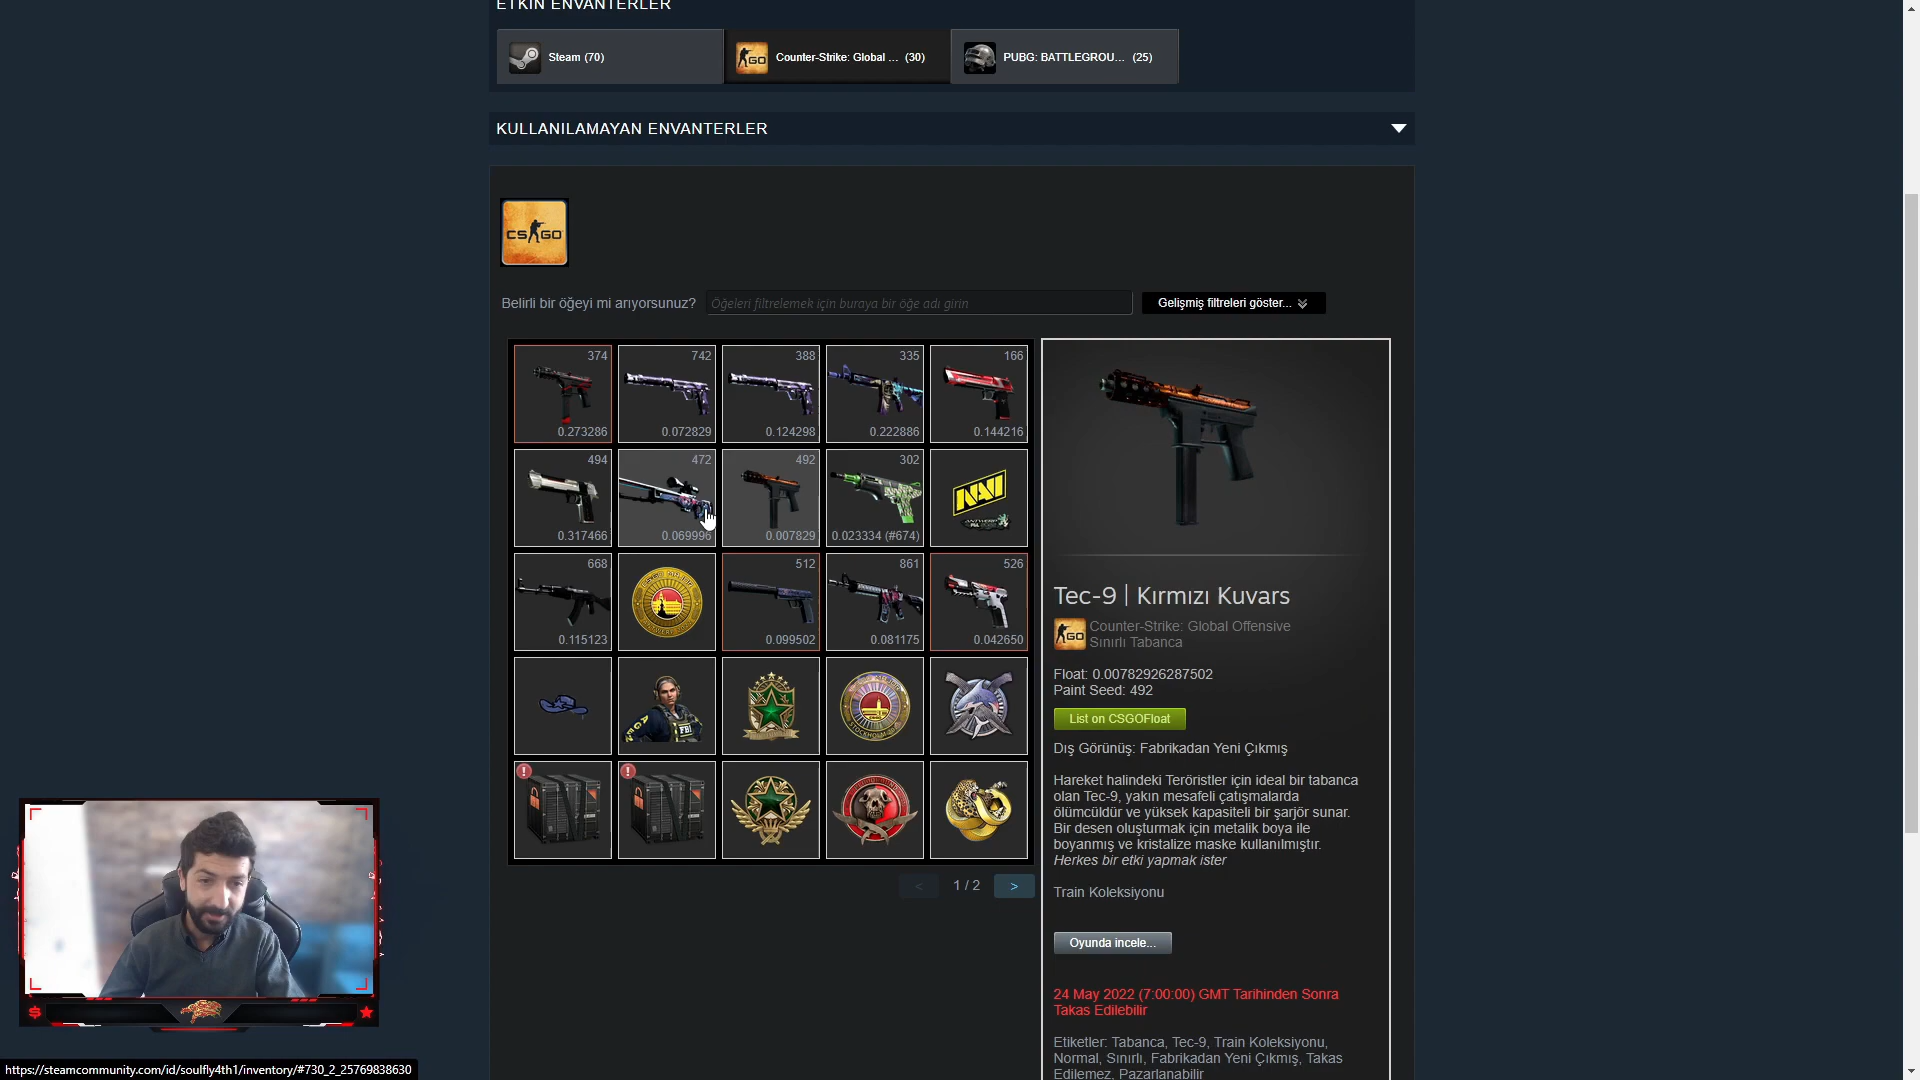 ETKİN ENVANTERLER
Steam (70)
Counter-Strike: Global ... (30)
PUBG: BATTLEGROU... (25)
KULLANILAMAYAN ENVANTERLER
CS GO
Belirli bir öğeyi mi arıyorsunuz?
Öğeleri filtrelemek için buraya bir öğe adı girin
Gelişmiş filtreleri göster...
374
742
388
335
166
0.273286
0.072829
0.124298
0.222886
0.144216
494
472
492
302
NAVI
0.317466
0.069996
0.007829
0.023334 (#674)
668
512
861
526
0.115123
0.099502
0.081175
0.042650
FBI
< 1 / 2 >
Tec-9 | Kırmızı Kuvars
GO
Counter-Strike: Global Offensive
Sınırlı Tabanca
Float: 0.00782926287502
Paint Seed: 492
List on CSGOFloat
Dış Görünüş: Fabrikadan Yeni Çıkmış
Hareket halindeki Teröristler için ideal bir tabanca
olan Tec-9, yakın mesafeli çatışmalarda
ölümcüldür ve yüksek kapasiteli bir şarjör sunar.
Bir desen oluşturmak için metalik boya ile
boyanmış ve kristalize maske kullanılmıştır.
Herkes bir etki yapmak ister
Train Koleksiyonu
Oyunda incele...
24 May 2022 (7:00:00) GMT Tarihinden Sonra
Takas Edilebilir
Etiketler: Tabanca, Tec-9, Train Koleksiyonu,
Normal, Sınırlı, Fabrikadan Yeni Çıkmış, Takas
Edilemez, Pazarlanabilir
https://steamcommunity.com/id/soulfly4th1/inventory/#730_2_25769838630